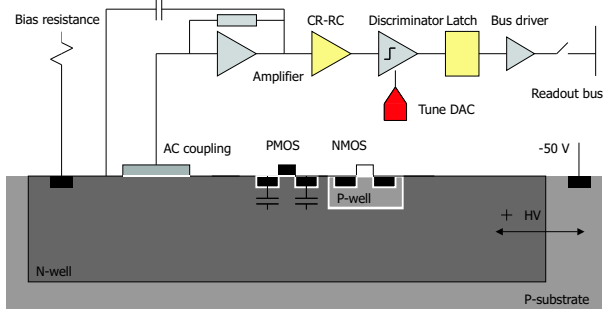 Bias resistance
CR-RC
Discriminator
Latch
Bus driver
Amplifier
Readout bus
Tune DAC
AC coupling
PMOS
NMOS
-50 V
P-well
+ HV
N-well
P-substrate